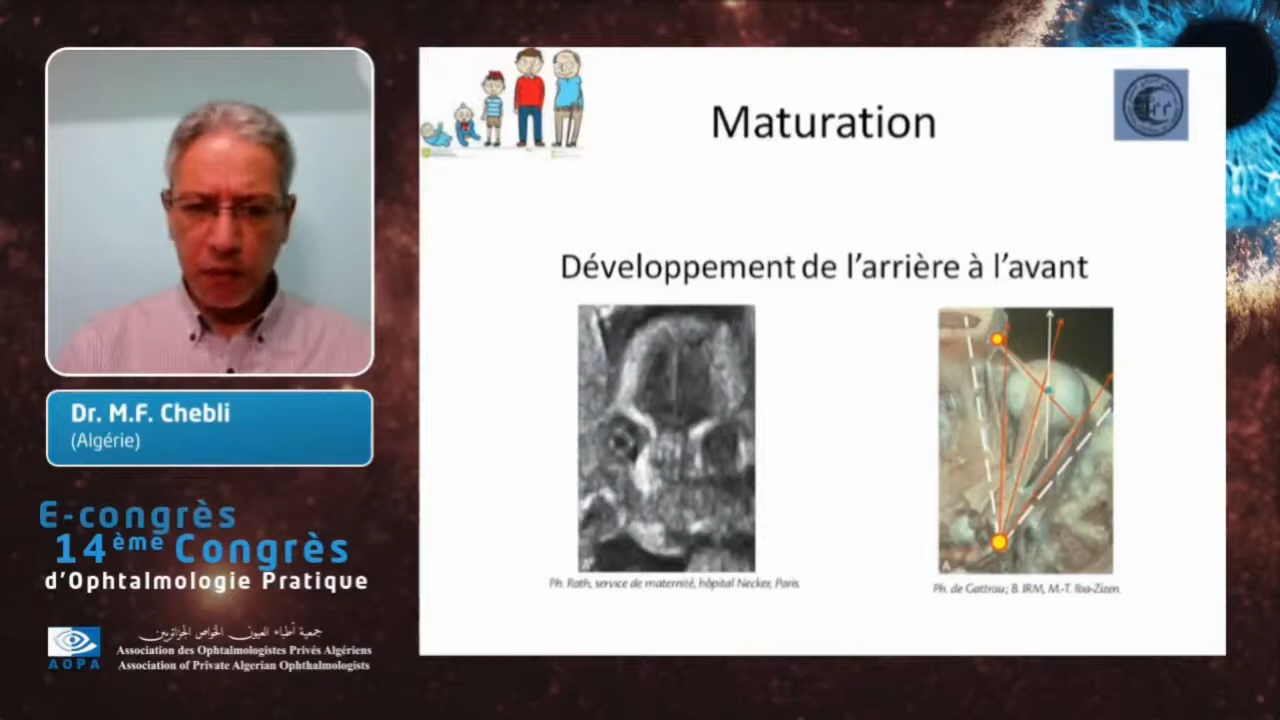 Maturation
Développement de l'arrière à l'avant
Ph. Roth, service de maternité, hôpital Necker, Paris.
Ph. de Gottrau; B. IRM, M.-T. Iba-Zizen.
A
Dr. M.F. Chebli
(Algérie)
E-congrès
14ème Congrès
d'Ophtalmologie Pratique
جمعية أطباء العيون الخواص الجزائريين
AOPA
Association des Ophtalmologistes Privés Algériens
Association of Private Algerian Ophthalmologists